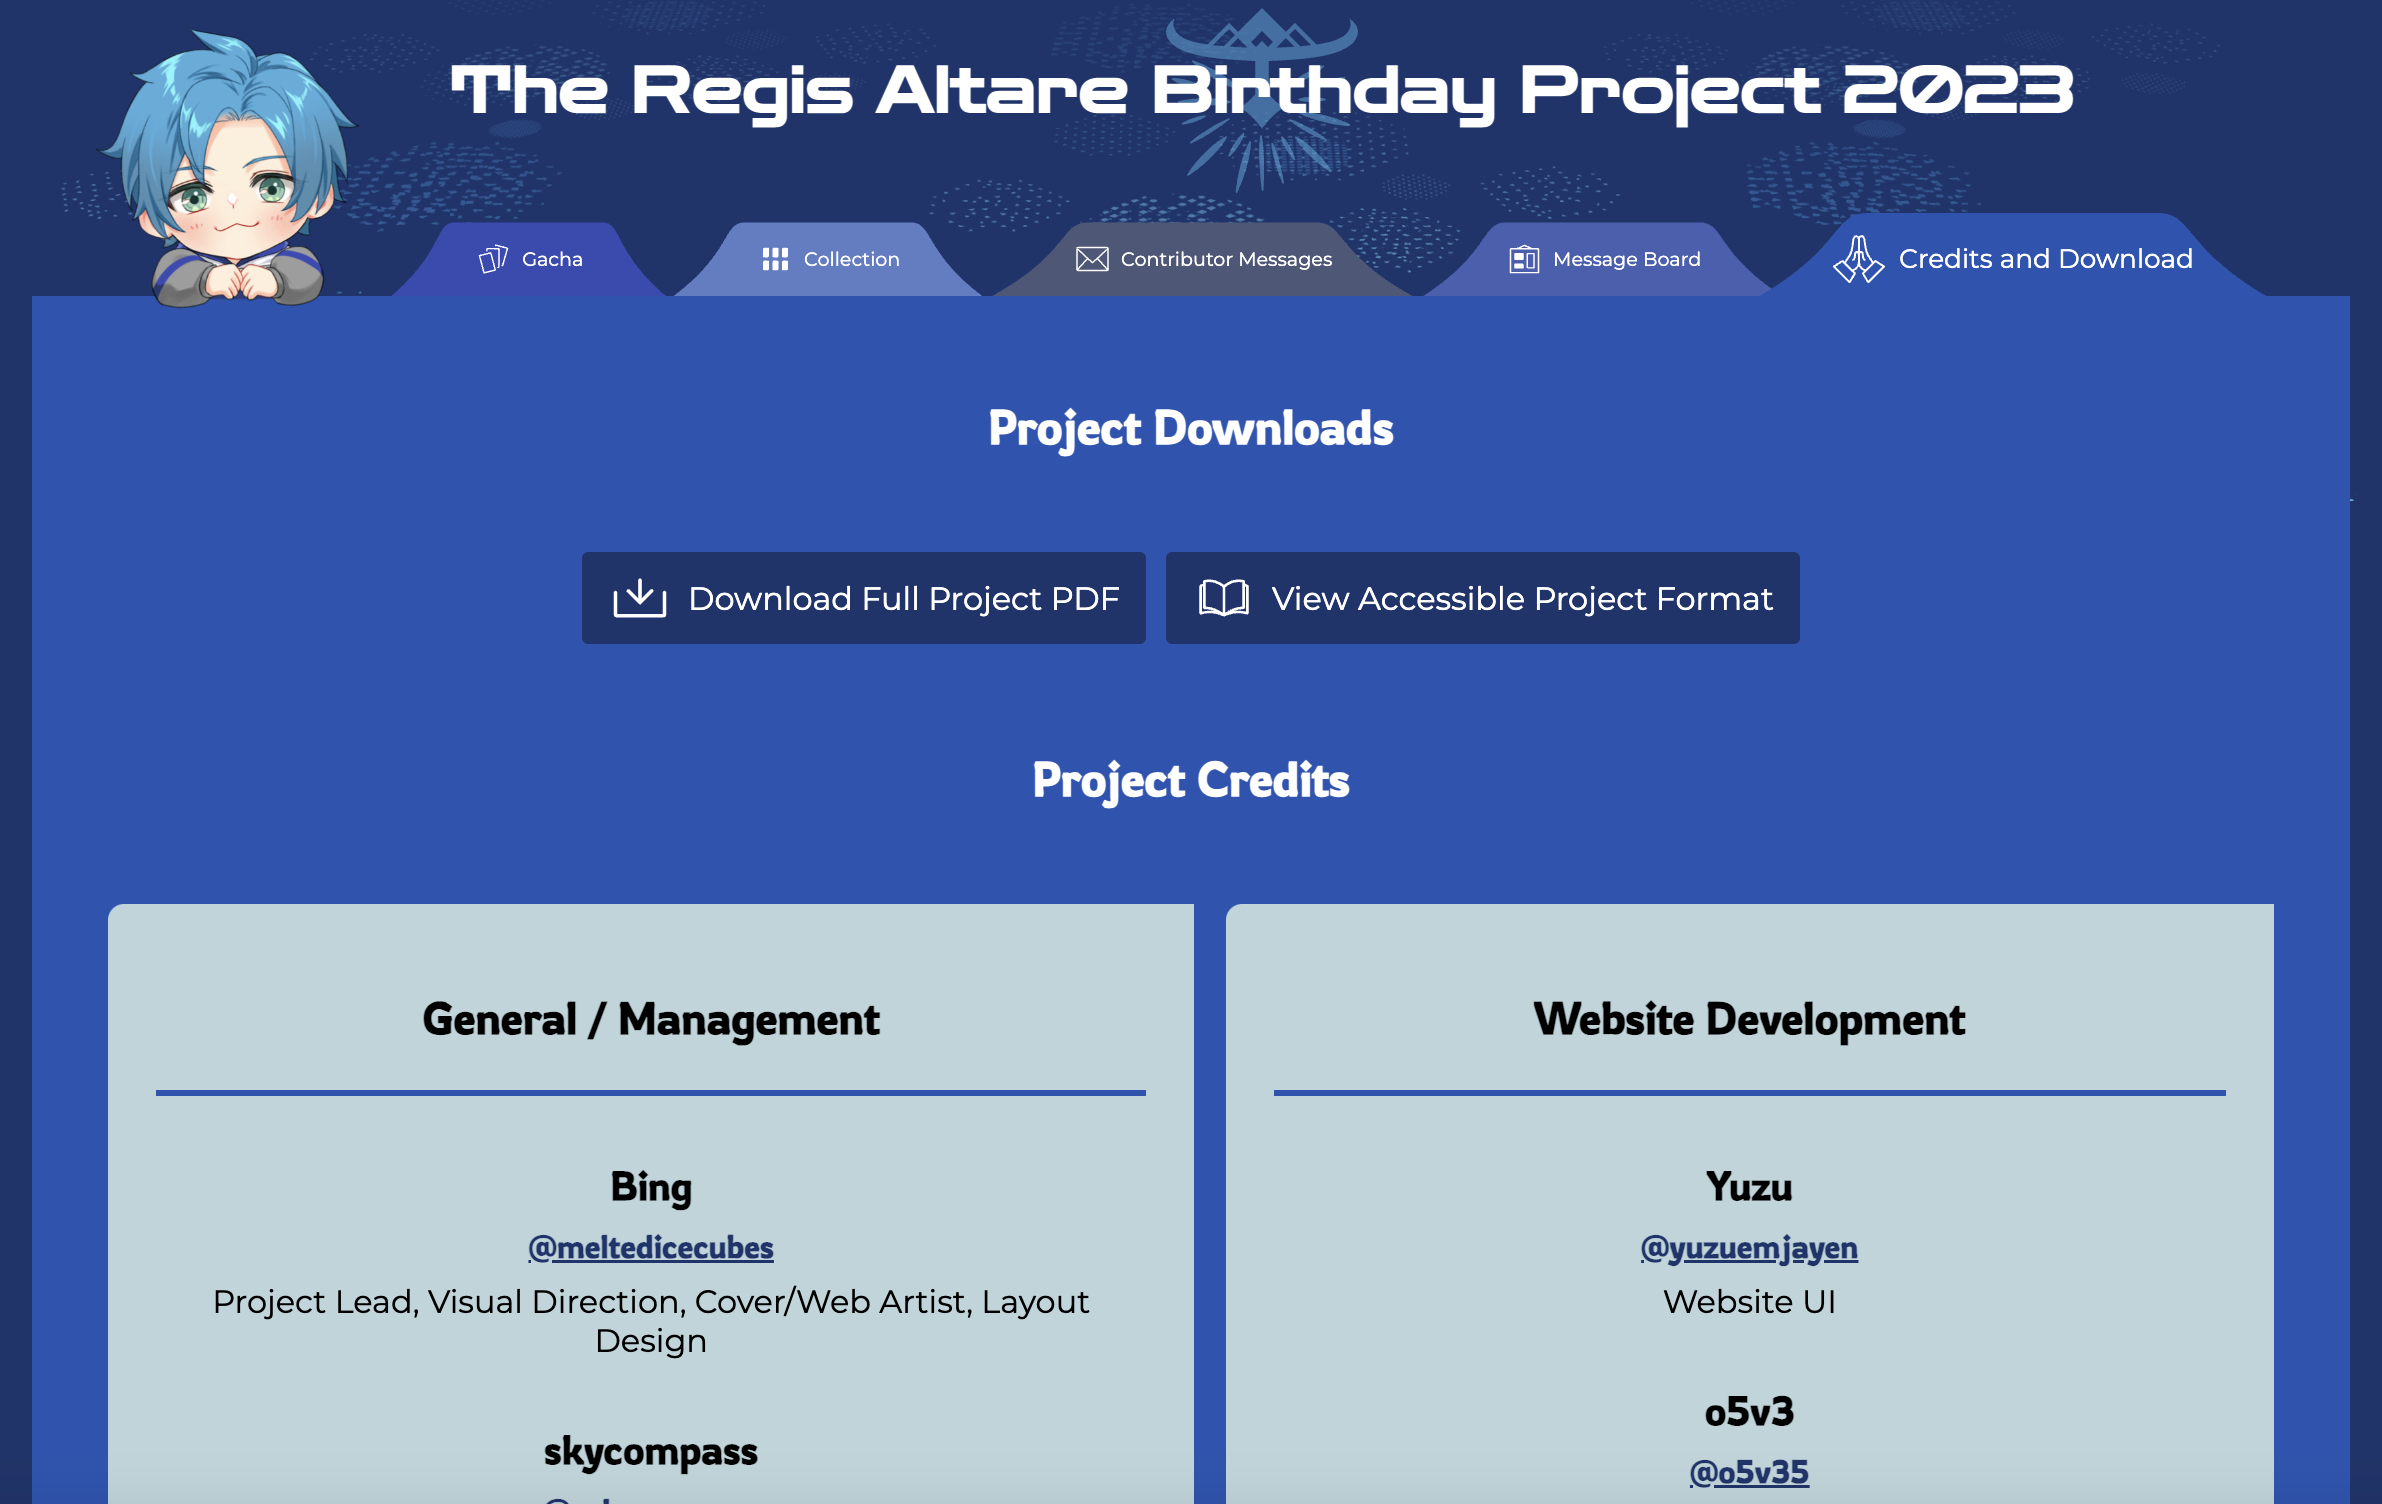 The Regis Altare Birthday Project 2023
Gacha
Collection
Contributor Messages
Message Board
Credits and Download
Project Downloads
Download Full Project PDF
View Accessible Project Format
Project Credits
General / Management
Bing
@meltedicecubes
Project Lead, Visual Direction, Cover/Web Artist, Layout
Design
skycompass
Website Development
Yuzu
@yuzuemjayen
Website UI
o5v3
@o5v35